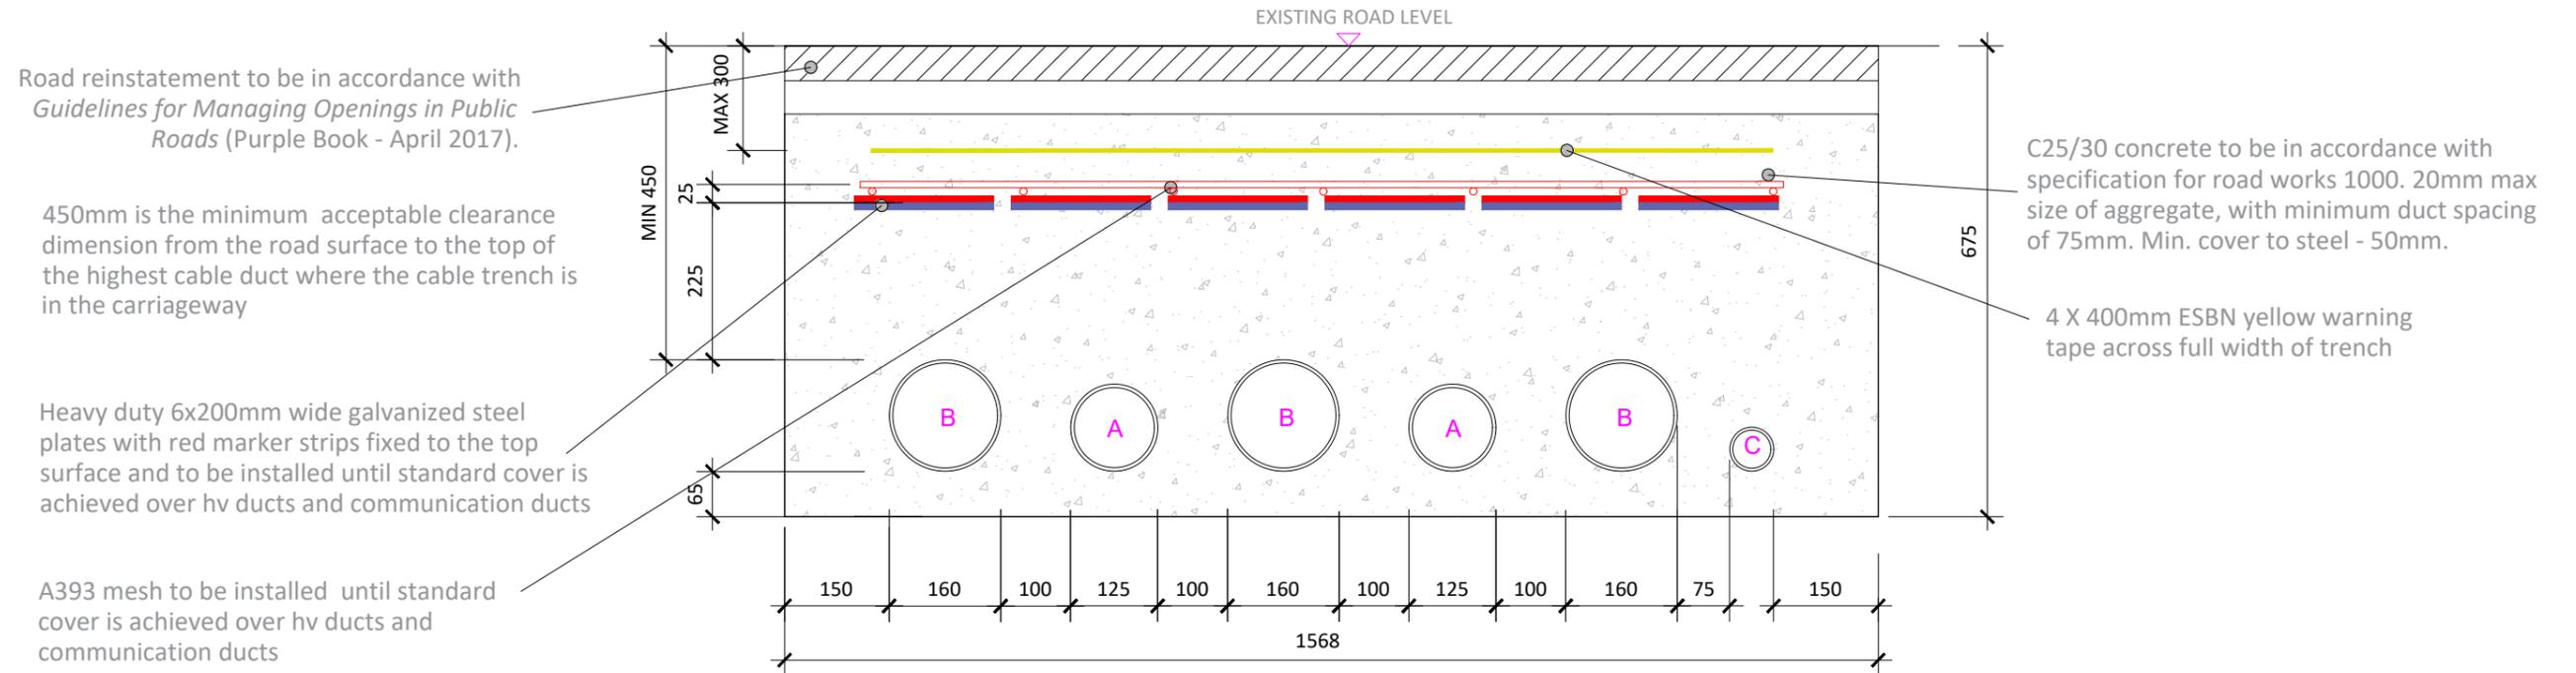 EXISTING ROAD LEVEL
Road reinstatement to be in accordance with
Guidelines for Managing Openings in Public
Roads (Purple Book - April 2017).
450mm is the minimum  acceptable clearance
dimension from the road surface to the top of
the highest cable duct where the cable trench is
in the carriageway
Heavy duty 6x200mm wide galvanized steel
plates with red marker strips fixed to the top
surface and to be installed until standard cover is
achieved over hv ducts and communication ducts
A393 mesh to be installed  until standard
cover is achieved over hv ducts and
communication ducts
MAX 300
MIN 450
25
225
65
B
A
B
A
B
C
150
160
100
125
100
160
100
125
100
160
75
150
1568
675
C25/30 concrete to be in accordance with
specification for road works 1000. 20mm max
size of aggregate, with minimum duct spacing
of 75mm. Min. cover to steel - 50mm.
4 X 400mm ESBN yellow warning
tape across full width of trench